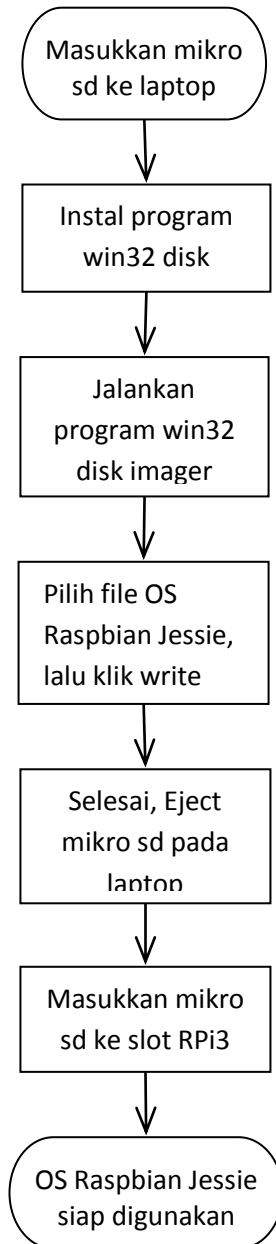 Masukkan mikro
sd ke laptop
Instal program
win32 disk
Jalankan
program win32
disk imager
Pilih file OS
Raspbian Jessie,
lalu klik write
Selesai, Eject
mikro sd pada
laptop
Masukkan mikro
sd ke slot RPi3
OS Raspbian Jessie
siap digunakan